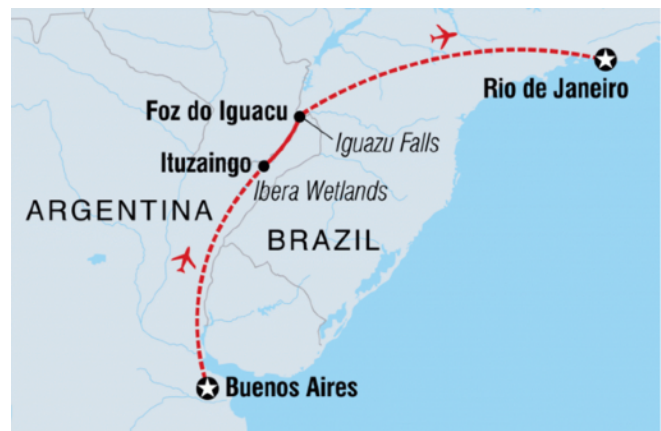 Rio de Janeiro
Foz do Iguacu
Iguazu Falls
Ituzaingo
Ibera Wetlands
ARGENTINA
BRAZIL
Buenos Aires